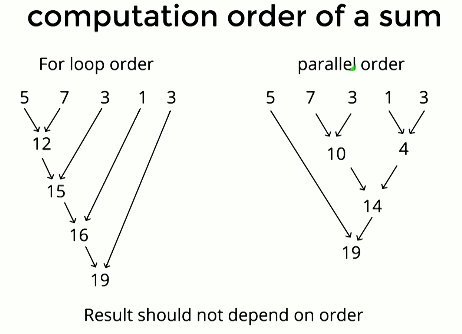 computation order of a sum
For loop order
parallel order
5 7 3 1 3
5 7 3 1 3
12
10
4
15
14
16
19
19
Result should not depend on order